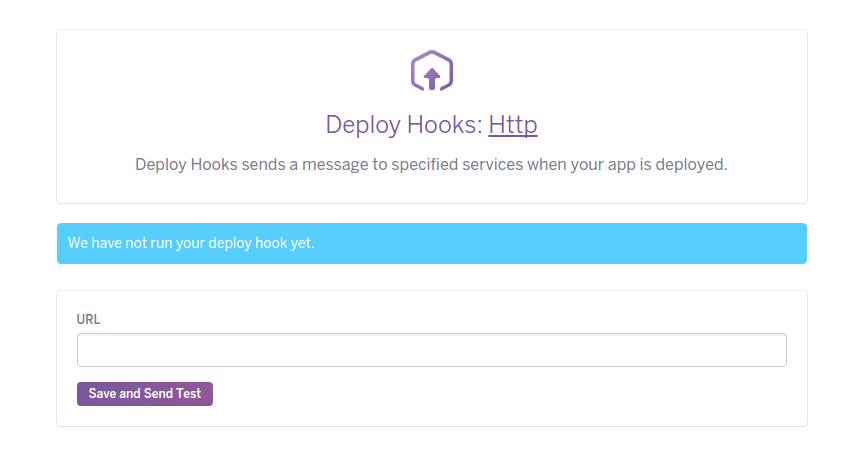 Deploy Hooks: Http
Deploy Hooks sends a message to specified services when your app is deployed.
We have not run your deploy hook yet.
URL
Save and Send Test